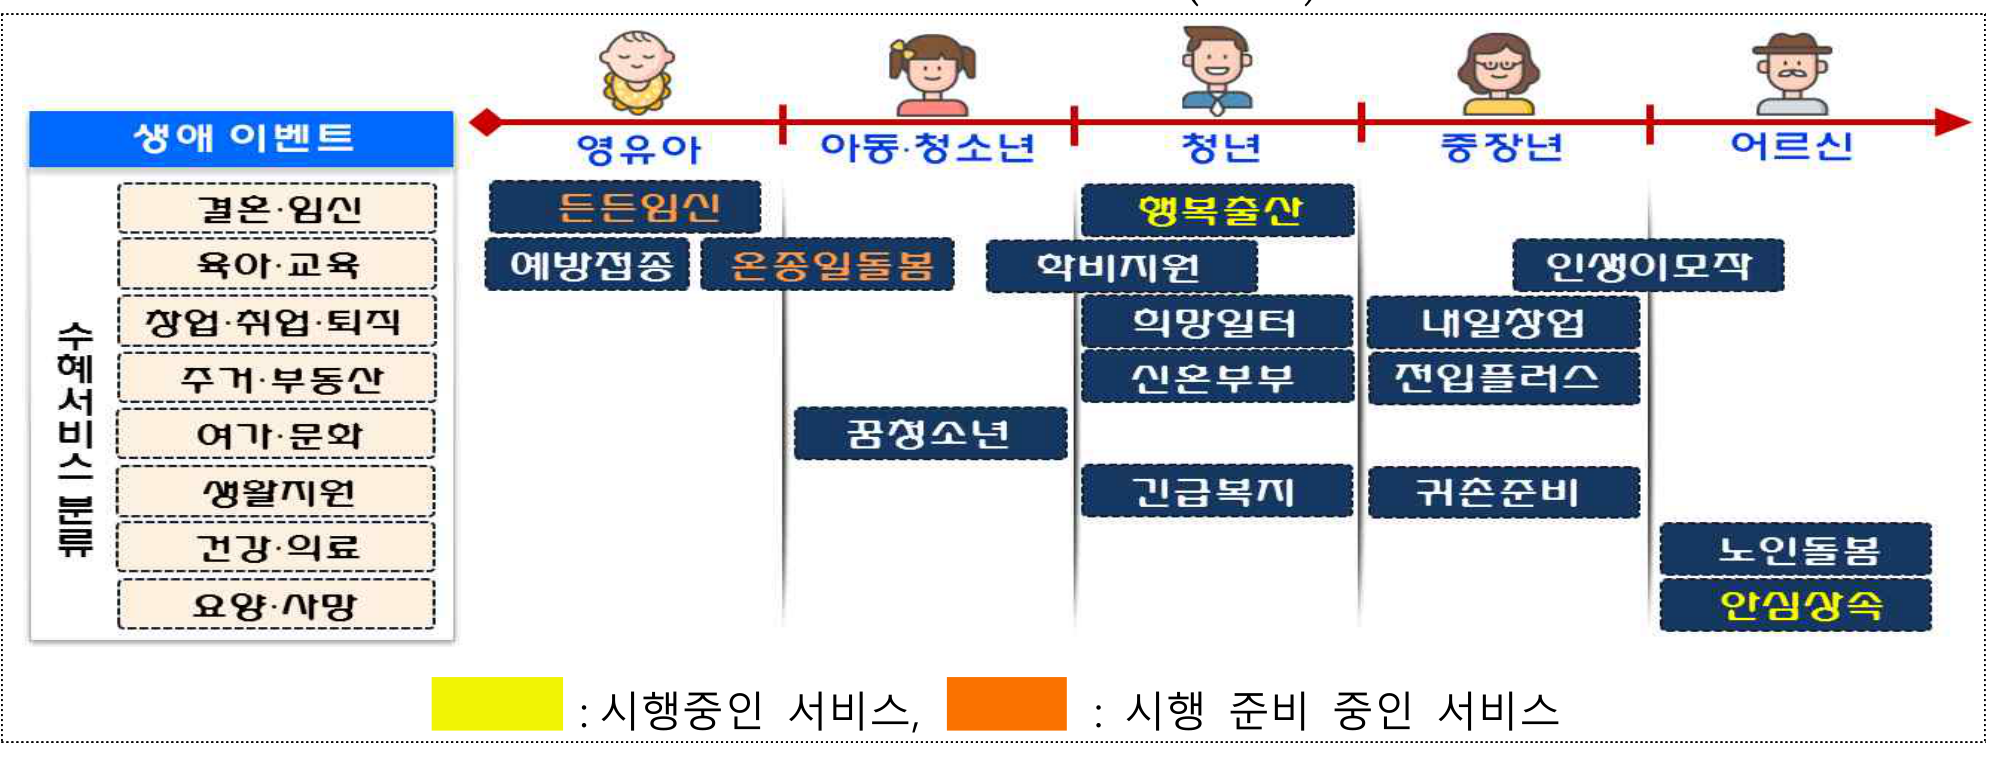 생애 이벤트
영유아 아동·청소년 청년 중장년 어르신
수혜서비스 분류
결혼·임신 든든임신 행복출산
육아·교육 예방접종 온종일돌봄 학비지원 인생이모작
창업·취업·퇴직 희망일터 내일창업
주거·부동산 신혼부부 전입플러스
여가·문화 꿈청소년
생활지원 긴급복지 귀촌준비
건강·의료 노인돌봄
요양·사망 안심상속
: 시행중인 서비스, : 시행 준비 중인 서비스